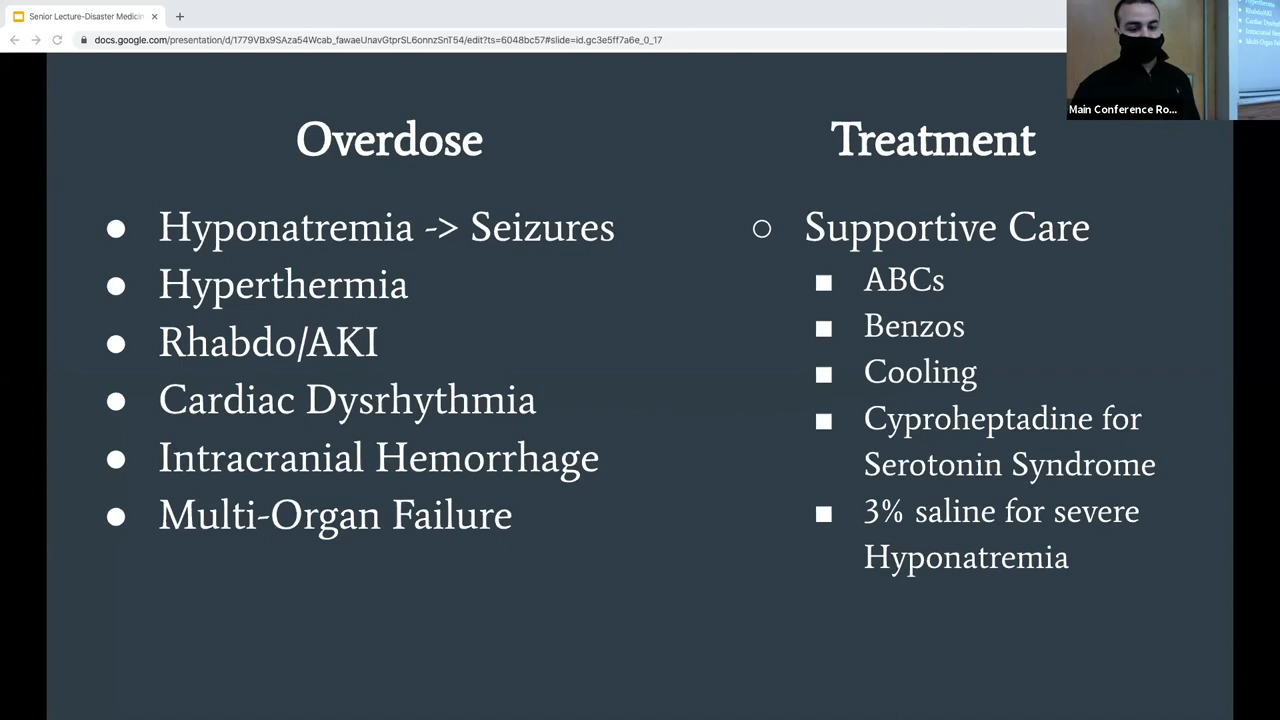 Senior Lecture-Disaster Medicin
docs.google.com/presentation/d/1779VBx9SAza54Wcab_fawaeUnavGtprSL6onnzSnT54/edit?ts=6048bc57#slide=id.gc3e5ff7a6e_0_17
Main Conference Ro...
Overdose
Hyponatremia -> Seizures
Hyperthermia
Rhabdo/AKI
Cardiac Dysrhythmia
Intracranial Hemorrhage
Multi-Organ Failure
Treatment
Supportive Care
ABCs
Benzos
Cooling
Cyproheptadine for
Serotonin Syndrome
3% saline for severe
Hyponatremia